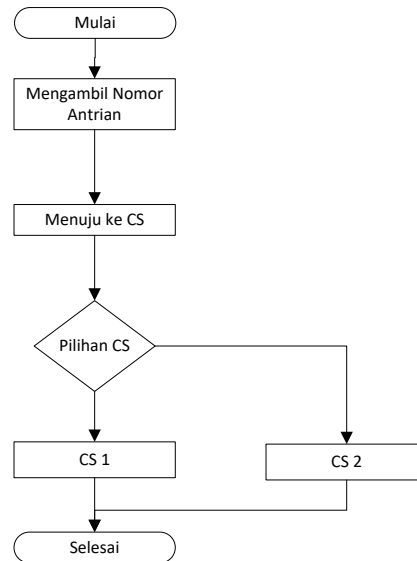 Mulai
Mengambil Nomor
Antrian
Menuju ke CS
Pilihan CS
CS 1
CS 2
Selesai